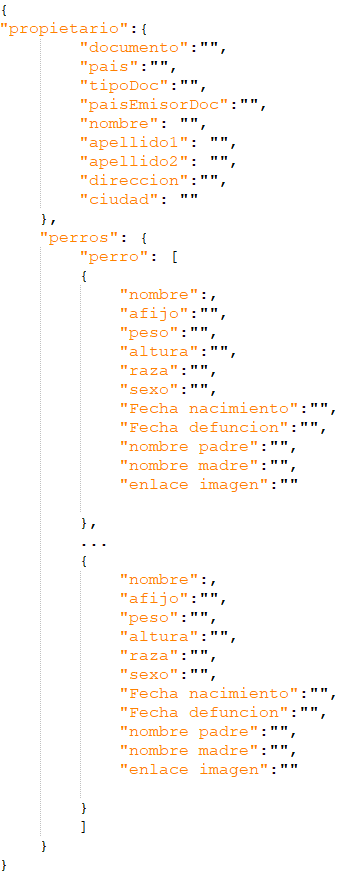 {
"propietario":{
"documento":"",
"pais":"",
"tipoDoc":"",
"paisEmisorDoc":"",
"nombre": "",
"apellido1": "",
"apellido2": "",
"direccion":"",
"ciudad": ""
},
"perros": {
"perro": [
{
"nombre":,
"afijo":"",
"peso":"",
"altura":"",
"raza":"",
"sexo":"",
"Fecha nacimiento":"",
"Fecha defuncion":"",
"nombre padre":"",
"nombre madre":"",
"enlace imagen":""
},
...
{
"nombre":,
"afijo":"",
"peso":"",
"altura":"",
"raza":"",
"sexo":"",
"Fecha nacimiento":"",
"Fecha defuncion":"",
"nombre padre":"",
"nombre madre":"",
"enlace imagen":""
}
]
}
}